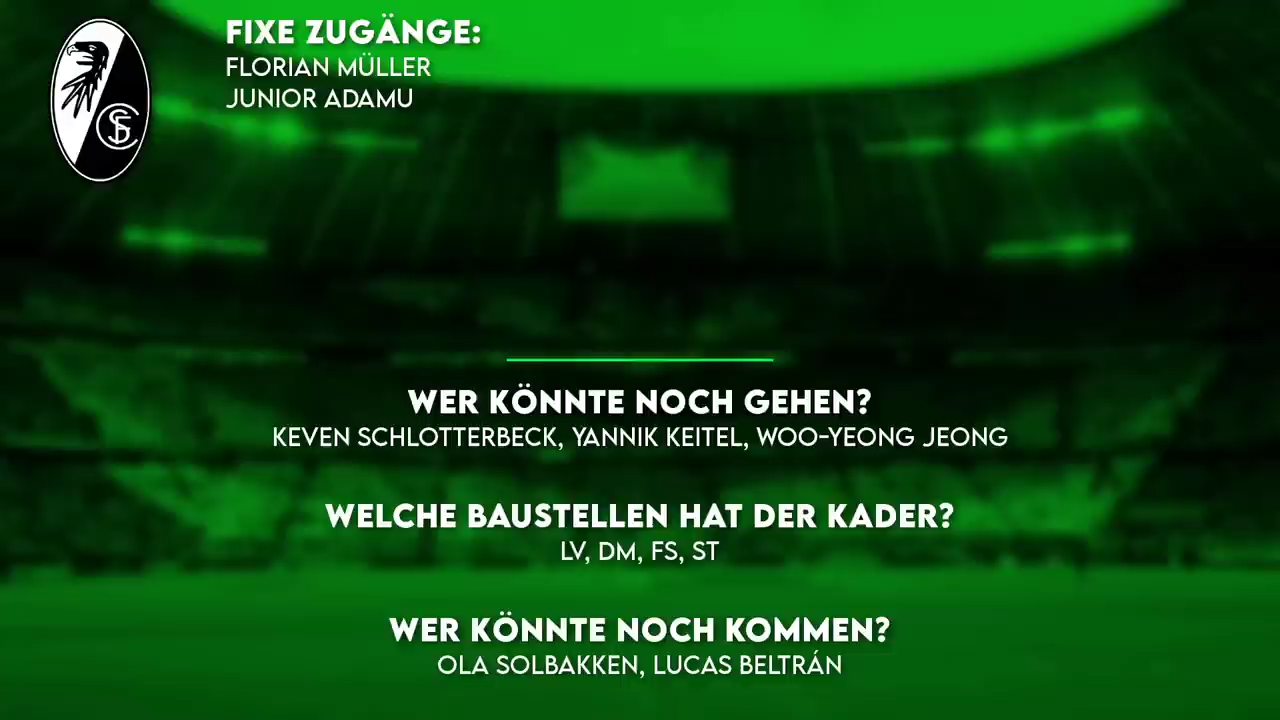 FIXE ZUGÄNGE:
FLORIAN MÜLLER
JUNIOR ADAMU
WER KÖNNTE NOCH GEHEN?
KEVEN SCHLOTTERBECK, YANNIK KEITEL, WOO-YEONG JEONG
WELCHE BAUSTELLEN HAT DER KADER?
LV, DM, FS, ST
WER KÖNNTE NOCH KOMMEN?
OLA SOLBAKKEN, LUCAS BELTRÁN